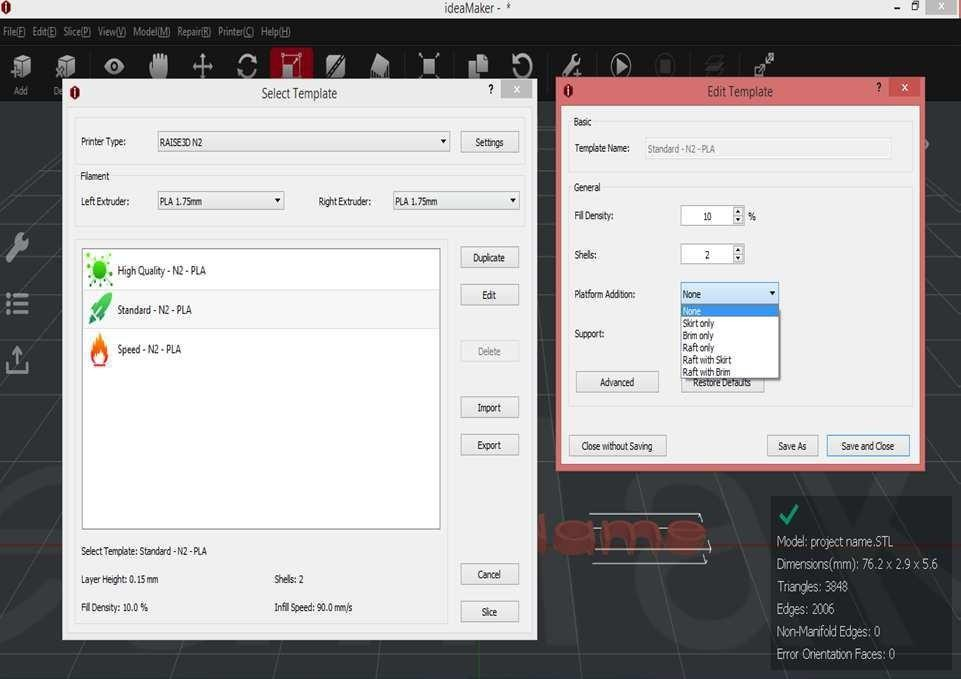 ideaMaker - *
File(F) Edit(E) Slice(P) View(V) Model(M) Repair(R) Printer(C) Help(H)
Add
Select Template
?
x
Printer Type:
RAISE3D N2
Settings
Filament
Left Extruder:
PLA 1.75mm
Right Extruder:
PLA 1.75mm
High Quality - N2 - PLA
Standard - N2 - PLA
Speed - N2 - PLA
Duplicate
Edit
Delete
Import
Export
Select Template: Standard - N2 - PLA
Layer Height: 0.15 mm
Shells: 2
Fill Density: 10.0 %
Infill Speed: 90.0 mm/s
Cancel
Slice
Edit Template
?
x
Basic
Template Name:
Standard - N2 - PLA
General
Fill Density:
10
%
Shells:
2
Platform Addition:
None
None
Skirt only
Brim only
Raft only
Raft with Skirt
Raft with Brim
Support:
Advanced
Restore Defaults
Close without Saving
Save As
Save and Close
ame
Model: project name.STL
Dimensions(mm): 76.2 x 2.9 x 5.6
Triangles: 3848
Edges: 2006
Non-Manifold Edges: 0
Error Orientation Faces: 0